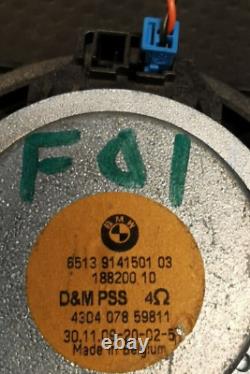 F01
BMW
6513 9141501 03
188200 10
D&M PSS 4Ω
4304 078 59811
30.11.09-20-02-5
Made in Belgium